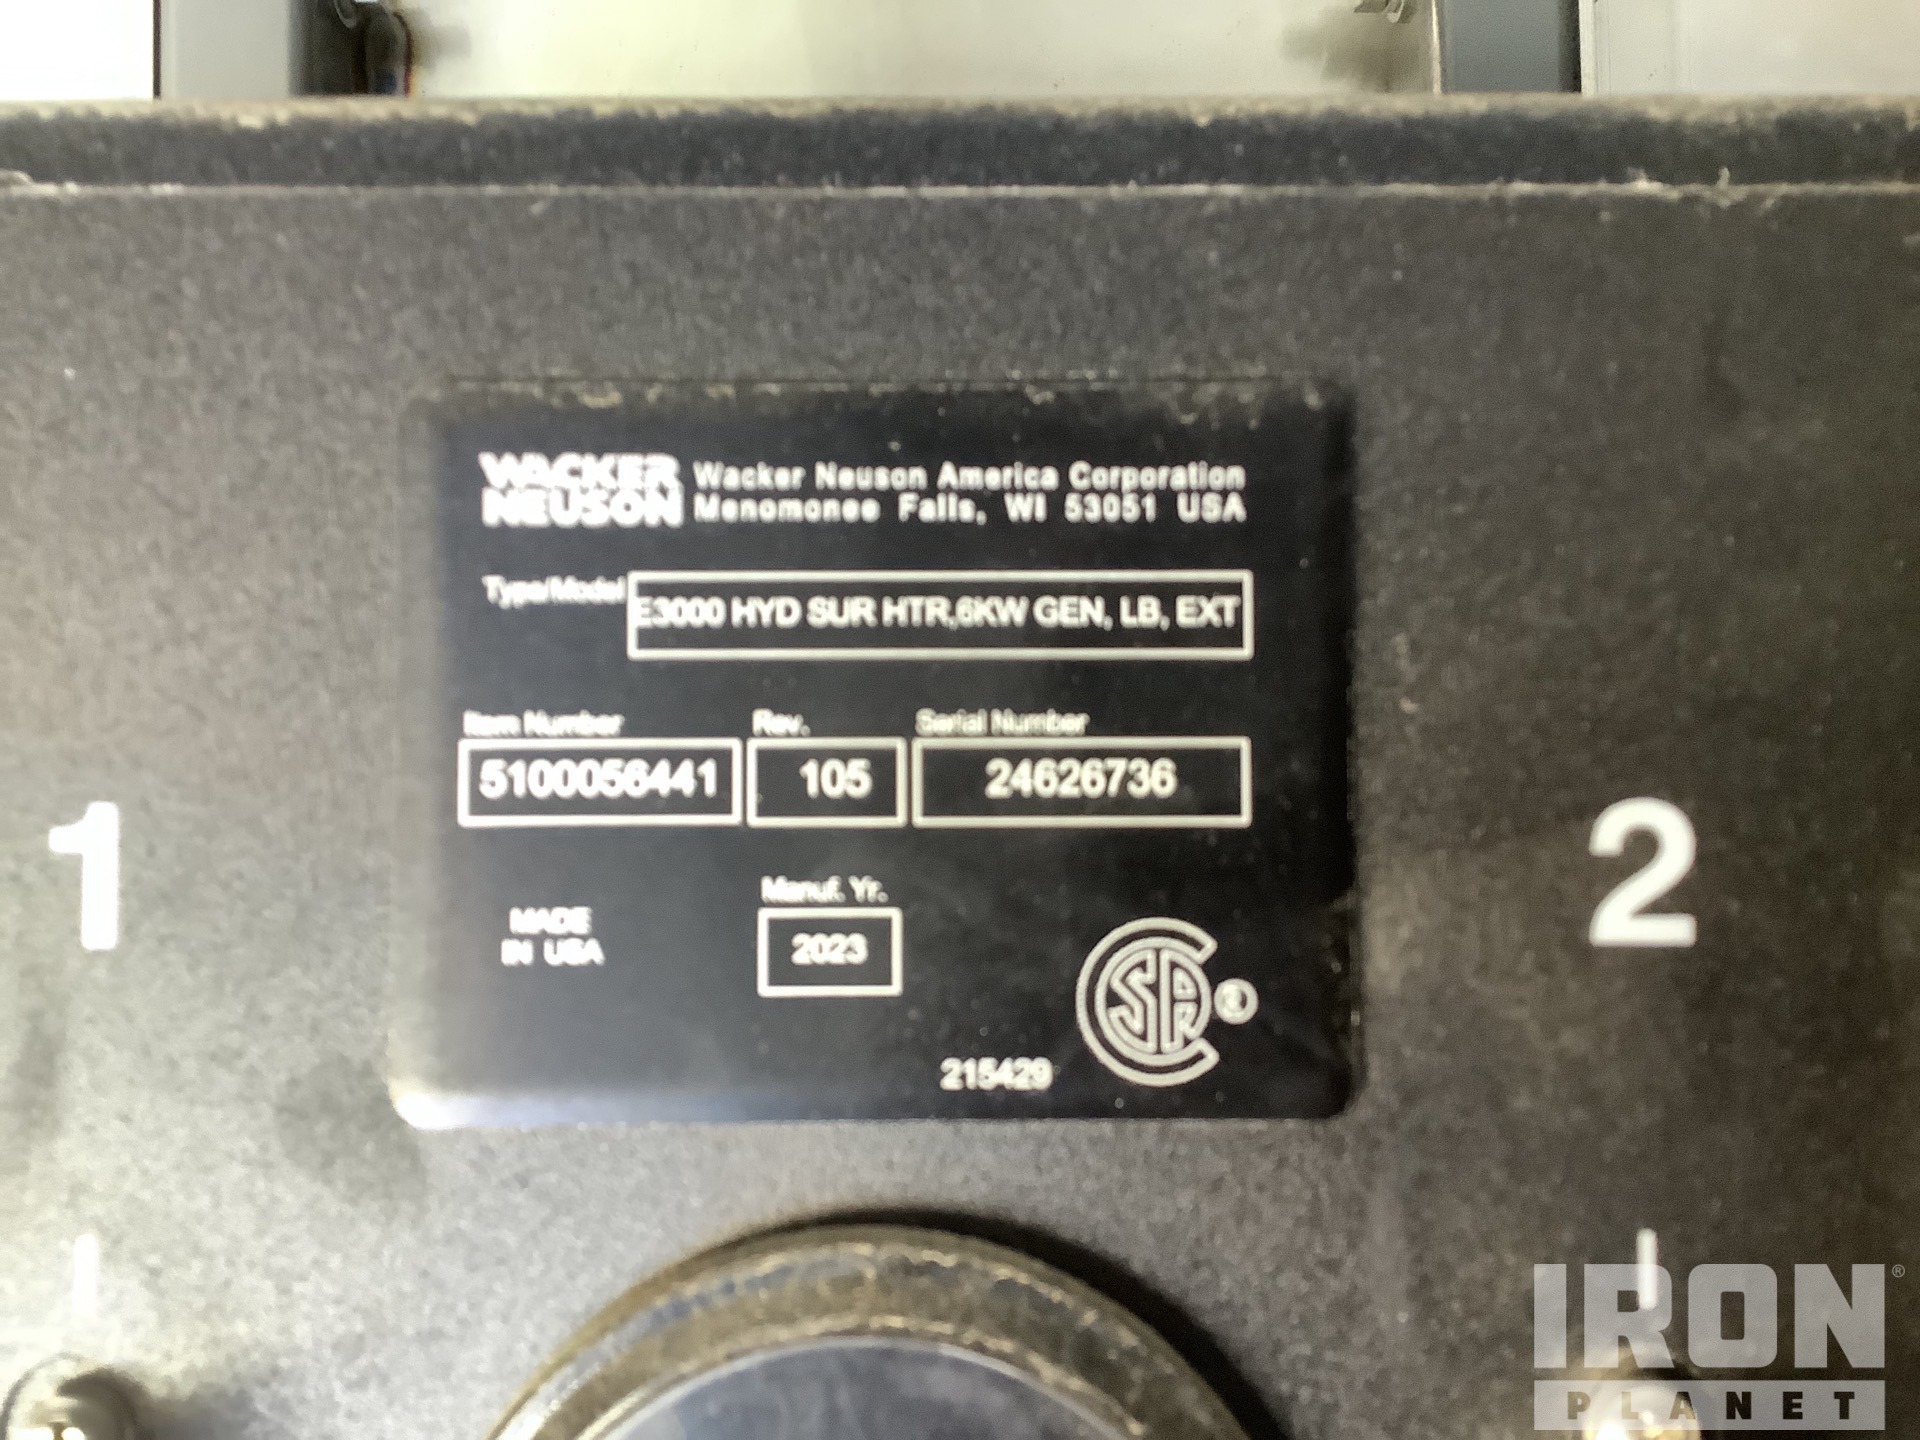 WACKER NEUSON
Wacker Neuson America Corporation
Menomonee Falls, WI 53051 USA
Type/Model
E3000 HYD SUR HTR,6KW GEN, LB, EXT
Item Number
5100056441
Rev.
105
Serial Number
24626736
MADE
IN USA
Manuf. Yr.
2023
215429
1
2
IRON
PLANET